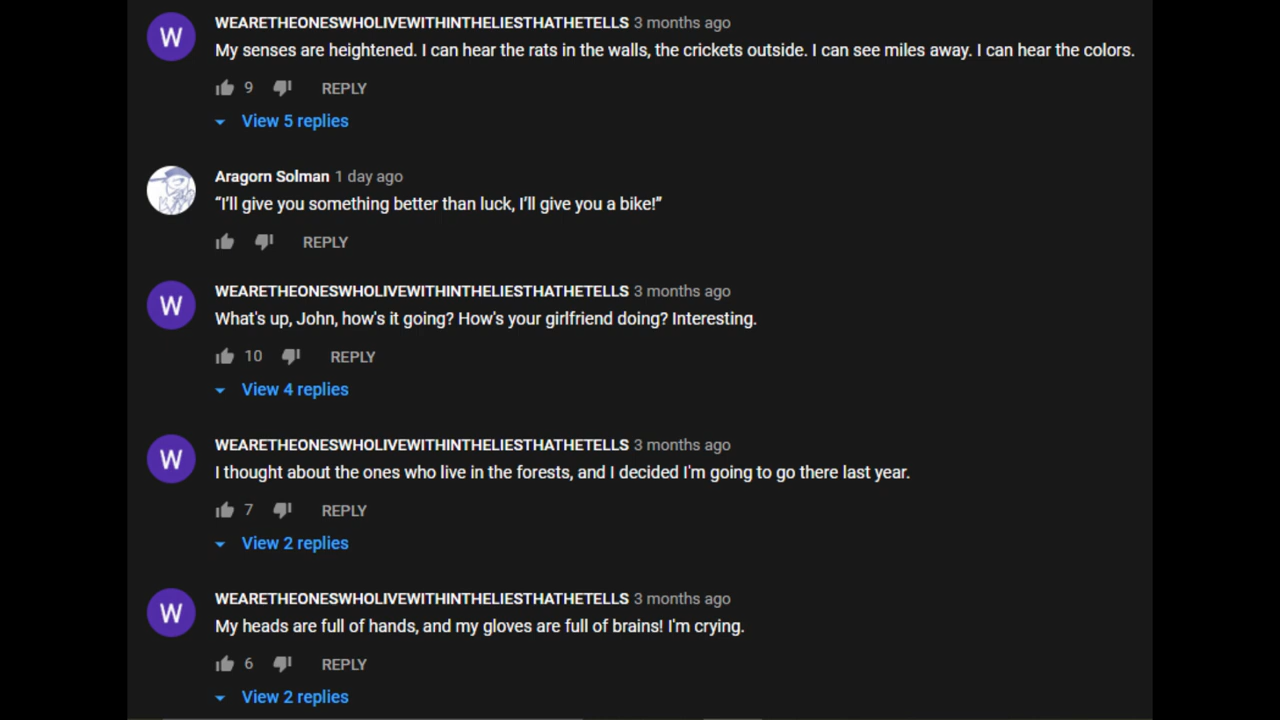 W
WEARETHEONESWHOLIVEWITHINTHELIESTHATHETELLS 3 months ago
My senses are heightened. I can hear the rats in the walls, the crickets outside. I can see miles away. I can hear the colors.
9 REPLY
View 5 replies
Aragorn Solman 1 day ago
“I’ll give you something better than luck, I’ll give you a bike!”
REPLY
W
WEARETHEONESWHOLIVEWITHINTHELIESTHATHETELLS 3 months ago
What's up, John, how's it going? How's your girlfriend doing? Interesting.
10 REPLY
View 4 replies
W
WEARETHEONESWHOLIVEWITHINTHELIESTHATHETELLS 3 months ago
I thought about the ones who live in the forests, and I decided I'm going to go there last year.
7 REPLY
View 2 replies
W
WEARETHEONESWHOLIVEWITHINTHELIESTHATHETELLS 3 months ago
My heads are full of hands, and my gloves are full of brains! I'm crying.
6 REPLY
View 2 replies